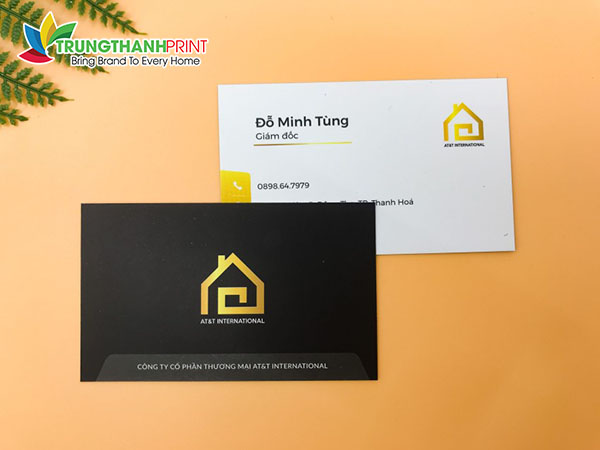 TRUNGTHANHPRINT
Bring Brand To Every Home
Đỗ Minh Tùng
Giám đốc
AT&T INTERNATIONAL
0898.64.7979
TP. Thanh Hoá
AT&T INTERNATIONAL
CÔNG TY CỔ PHẦN THƯƠNG MẠI AT&T INTERNATIONAL